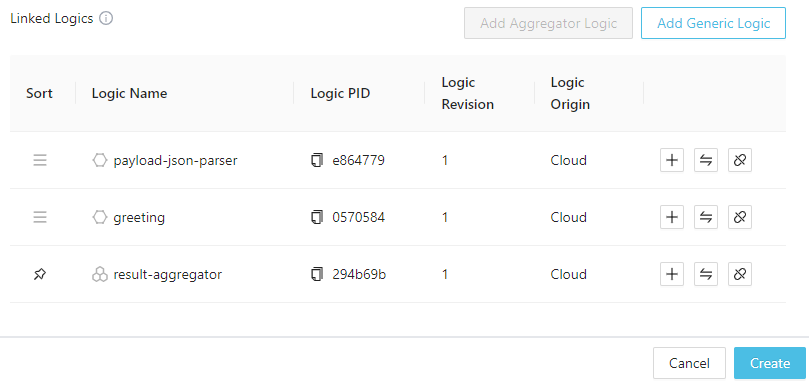 Linked Logics
Add Aggregator Logic
Add Generic Logic
Sort
Logic Name
Logic PID
Logic
Revision
Logic
Origin
payload-json-parser
e864779
1
Cloud
greeting
0570584
1
Cloud
result-aggregator
294b69b
1
Cloud
Cancel
Create